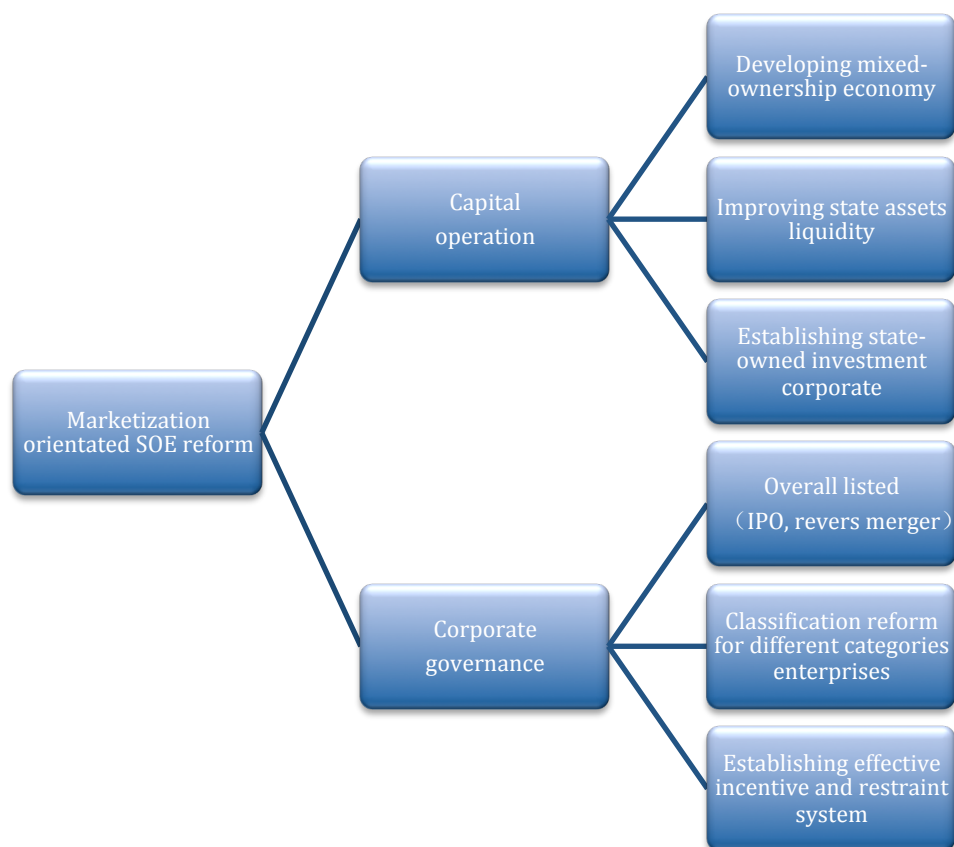 Developing mixed-
ownership economy
Capital
operation
Improving state assets
liquidity
Establishing state-
owned investment
corporate
Marketization
orientated SOE reform
Overall listed
（IPO, revers merger）
Corporate
governance
Classification reform
for different categories
enterprises
Establishing effective
incentive and restraint
system